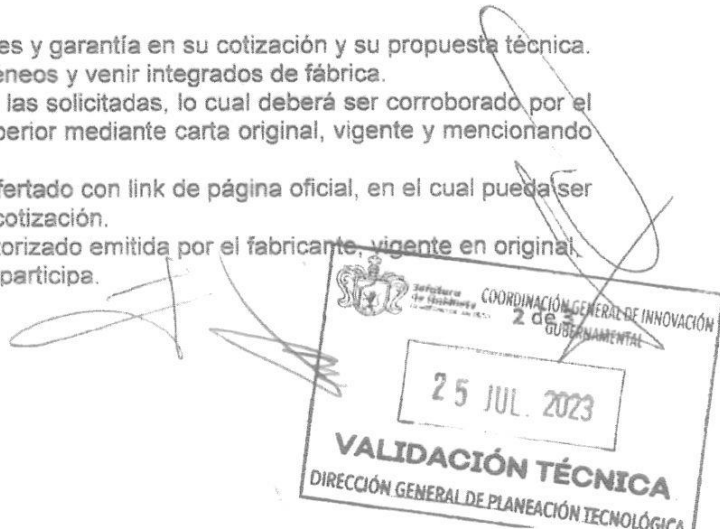 es y garantía en su cotización y su propuesta técnica.
éneos y venir integrados de fábrica.
las solicitadas, lo cual deberá ser corroborado por el
perior mediante carta original, vigente y mencionando
fertado con link de página oficial, en el cual pueda ser
cotización.
torizado emitida por el fabricante, vigente en original,
participa.
Jefatura
COORDINACIÓN GENERAL DE INNOVACIÓN
GUBERNAMENTAL
2 de 3
25 JUL. 2023
VALIDACIÓN TÉCNICA
DIRECCIÓN GENERAL DE PLANEACIÓN TECNOLÓGICA